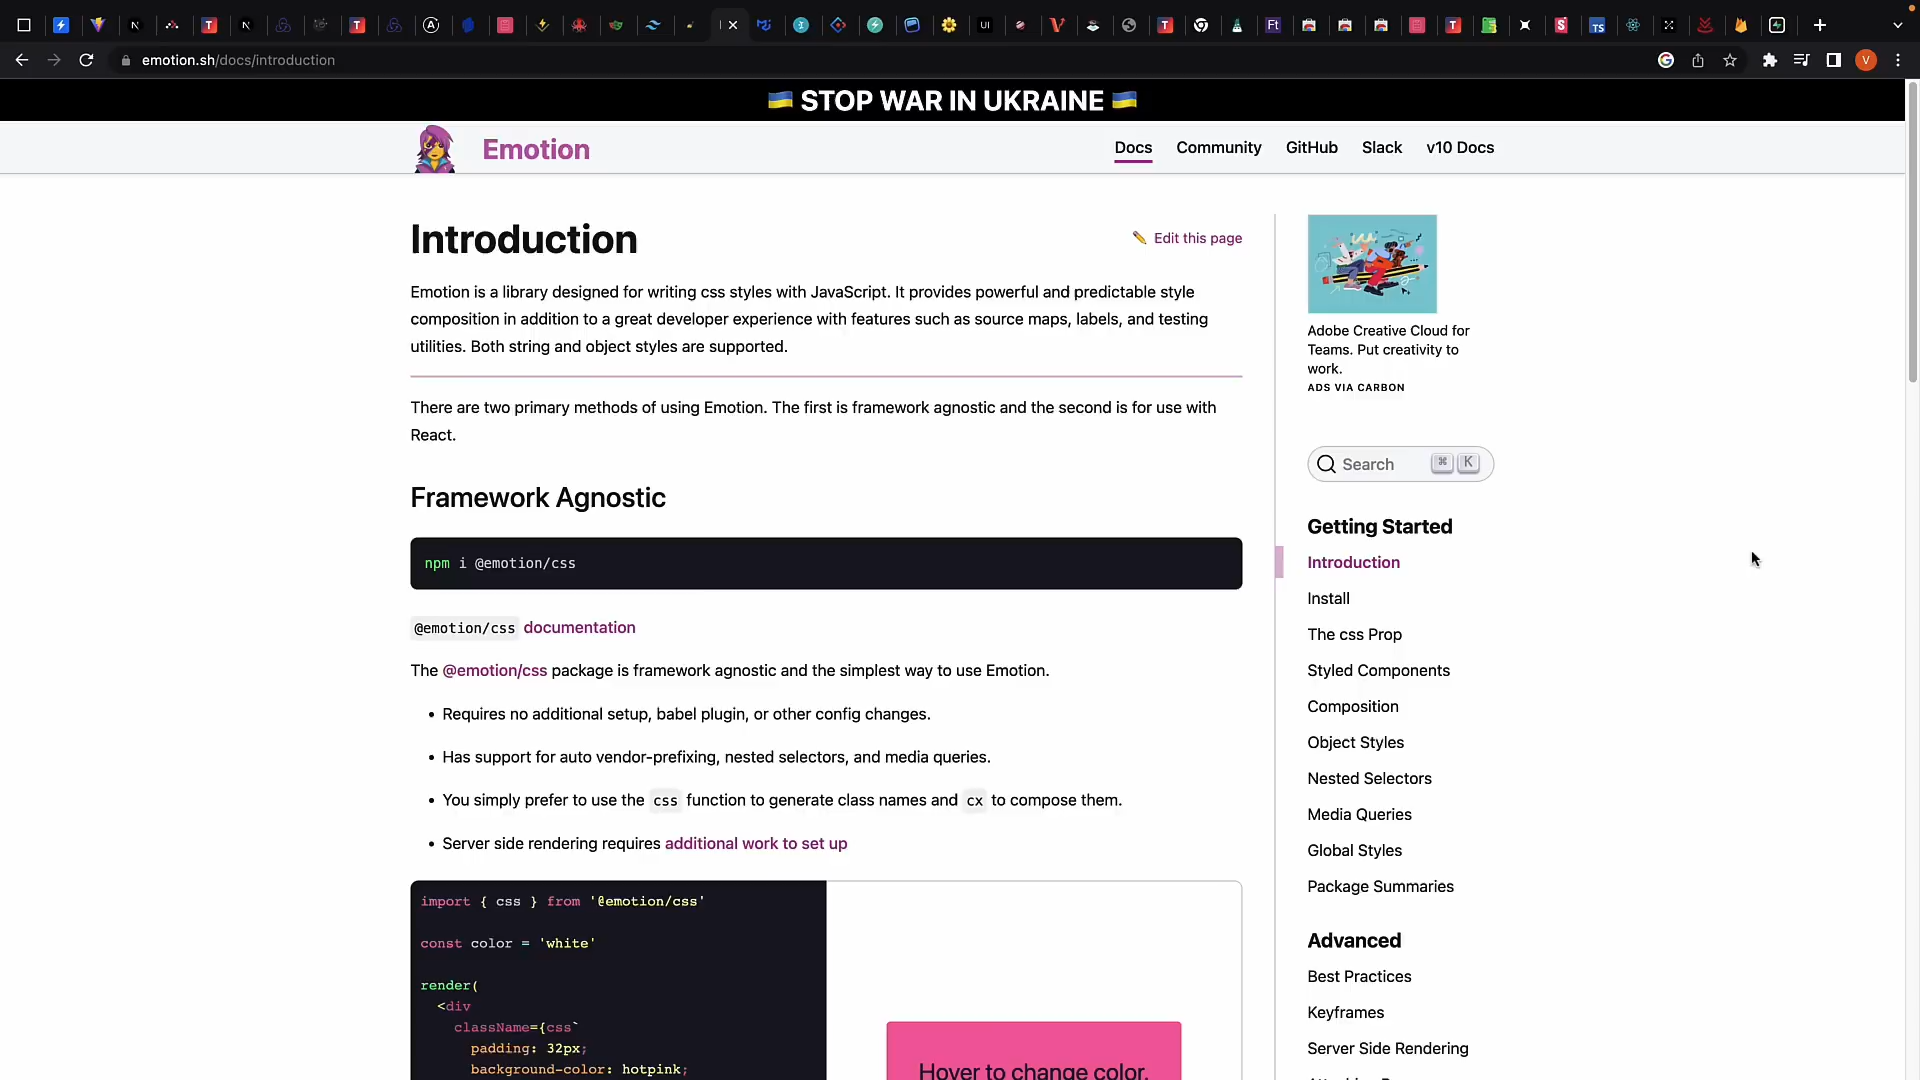 emotion.sh/docs/introduction
V
STOP WAR IN UKRAINE
Emotion
Docs
Community
GitHub
Slack
v10 Docs
Introduction
Edit this page
Emotion is a library designed for writing css styles with JavaScript. It provides powerful and predictable style
composition in addition to a great developer experience with features such as source maps, labels, and testing
utilities. Both string and object styles are supported.
There are two primary methods of using Emotion. The first is framework agnostic and the second is for use with
React.
Framework Agnostic
npm i @emotion/css
@emotion/css documentation
The @emotion/css package is framework agnostic and the simplest way to use Emotion.
• Requires no additional setup, babel plugin, or other config changes.
• Has support for auto vendor-prefixing, nested selectors, and media queries.
• You simply prefer to use the css function to generate class names and cx to compose them.
• Server side rendering requires additional work to set up
import { css } from '@emotion/css'
const color = 'white'
render(
<div
className={css`
padding: 32px;
background-color: hotpink;
Hover to change color.
Adobe Creative Cloud for
Teams. Put creativity to
work.
ADS VIA CARBON
Search ⌘ K
Getting Started
Introduction
Install
The css Prop
Styled Components
Composition
Object Styles
Nested Selectors
Media Queries
Global Styles
Package Summaries
Advanced
Best Practices
Keyframes
Server Side Rendering